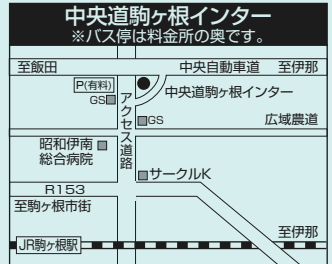 中央道駒ヶ根インター
※バス停は料金所の奥です。
至飯田
中央自動車道
至伊那
P(有料)
GS
中央道駒ヶ根インター
アクセス道路
GS
広域農道
昭和伊南
総合病院
サークルK
R153
至駒ヶ根市街
至伊那
JR駒ヶ根駅